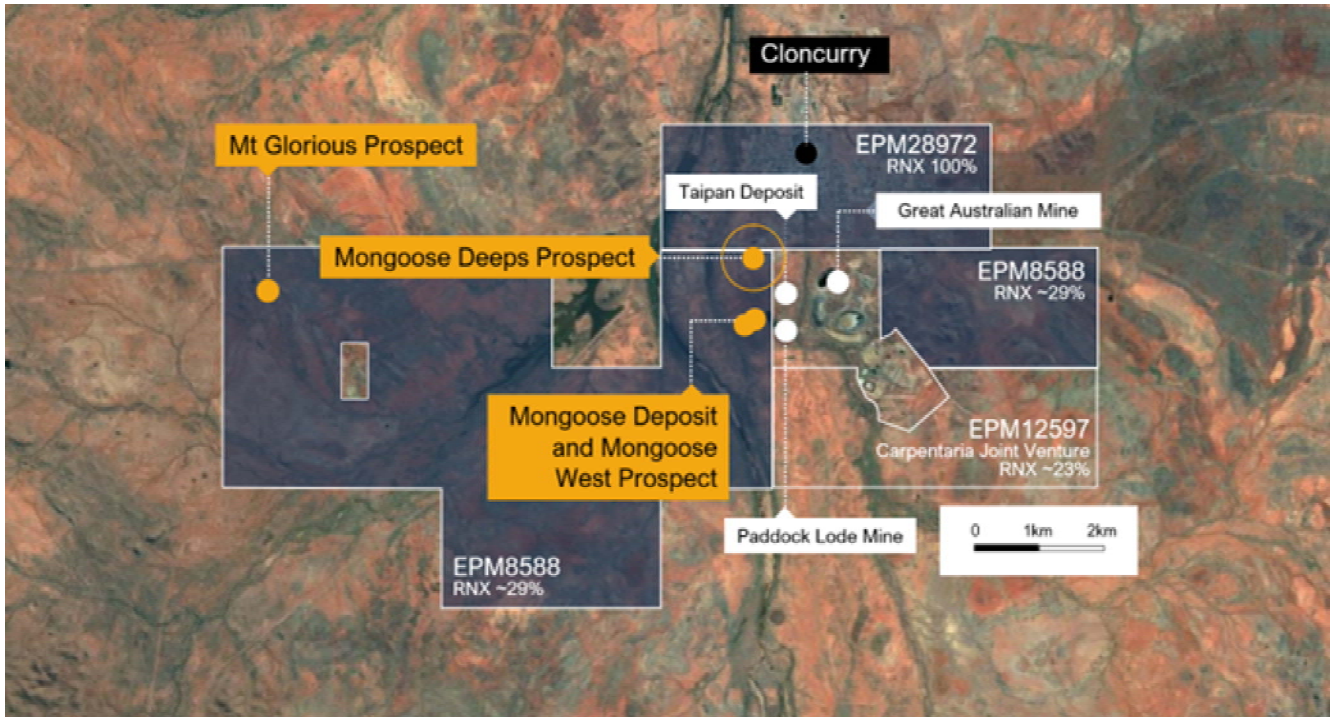 Cloncurry
Mt Glorious Prospect
EPM28972
RNX 100%
Taipan Deposit
Great Australian Mine
Mongoose Deeps Prospect
EPM8588
RNX ~29%
Mongoose Deposit
and Mongoose
West Prospect
EPM12597
Carpentaria Joint Venture
RNX ~23%
Paddock Lode Mine
0 1km 2km
EPM8588
RNX ~29%